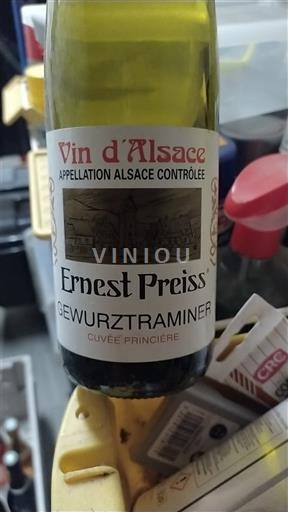 Vin d'Alsace
APPELLATION ALSACE CONTRÔLÉE
VINIOU
Ernest Preiss®
GEWURZTRAMINER
CUVÉE PRINCIÈRE
CRC